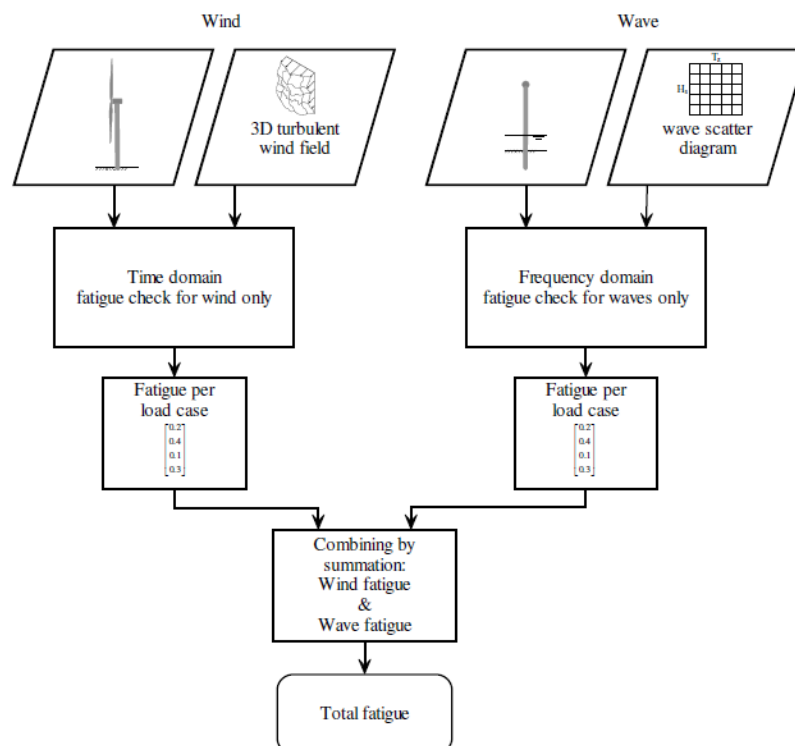 Wind
Wave
3D turbulent
wind field
T_z
H_s
wave scatter
diagram
Time domain
fatigue check for wind only
Frequency domain
fatigue check for waves only
Fatigue per
load case
0.2
0.4
0.1
0.3
Fatigue per
load case
0.2
0.4
0.1
0.3
Combining by
summation:
Wind fatigue
&
Wave fatigue
Total fatigue